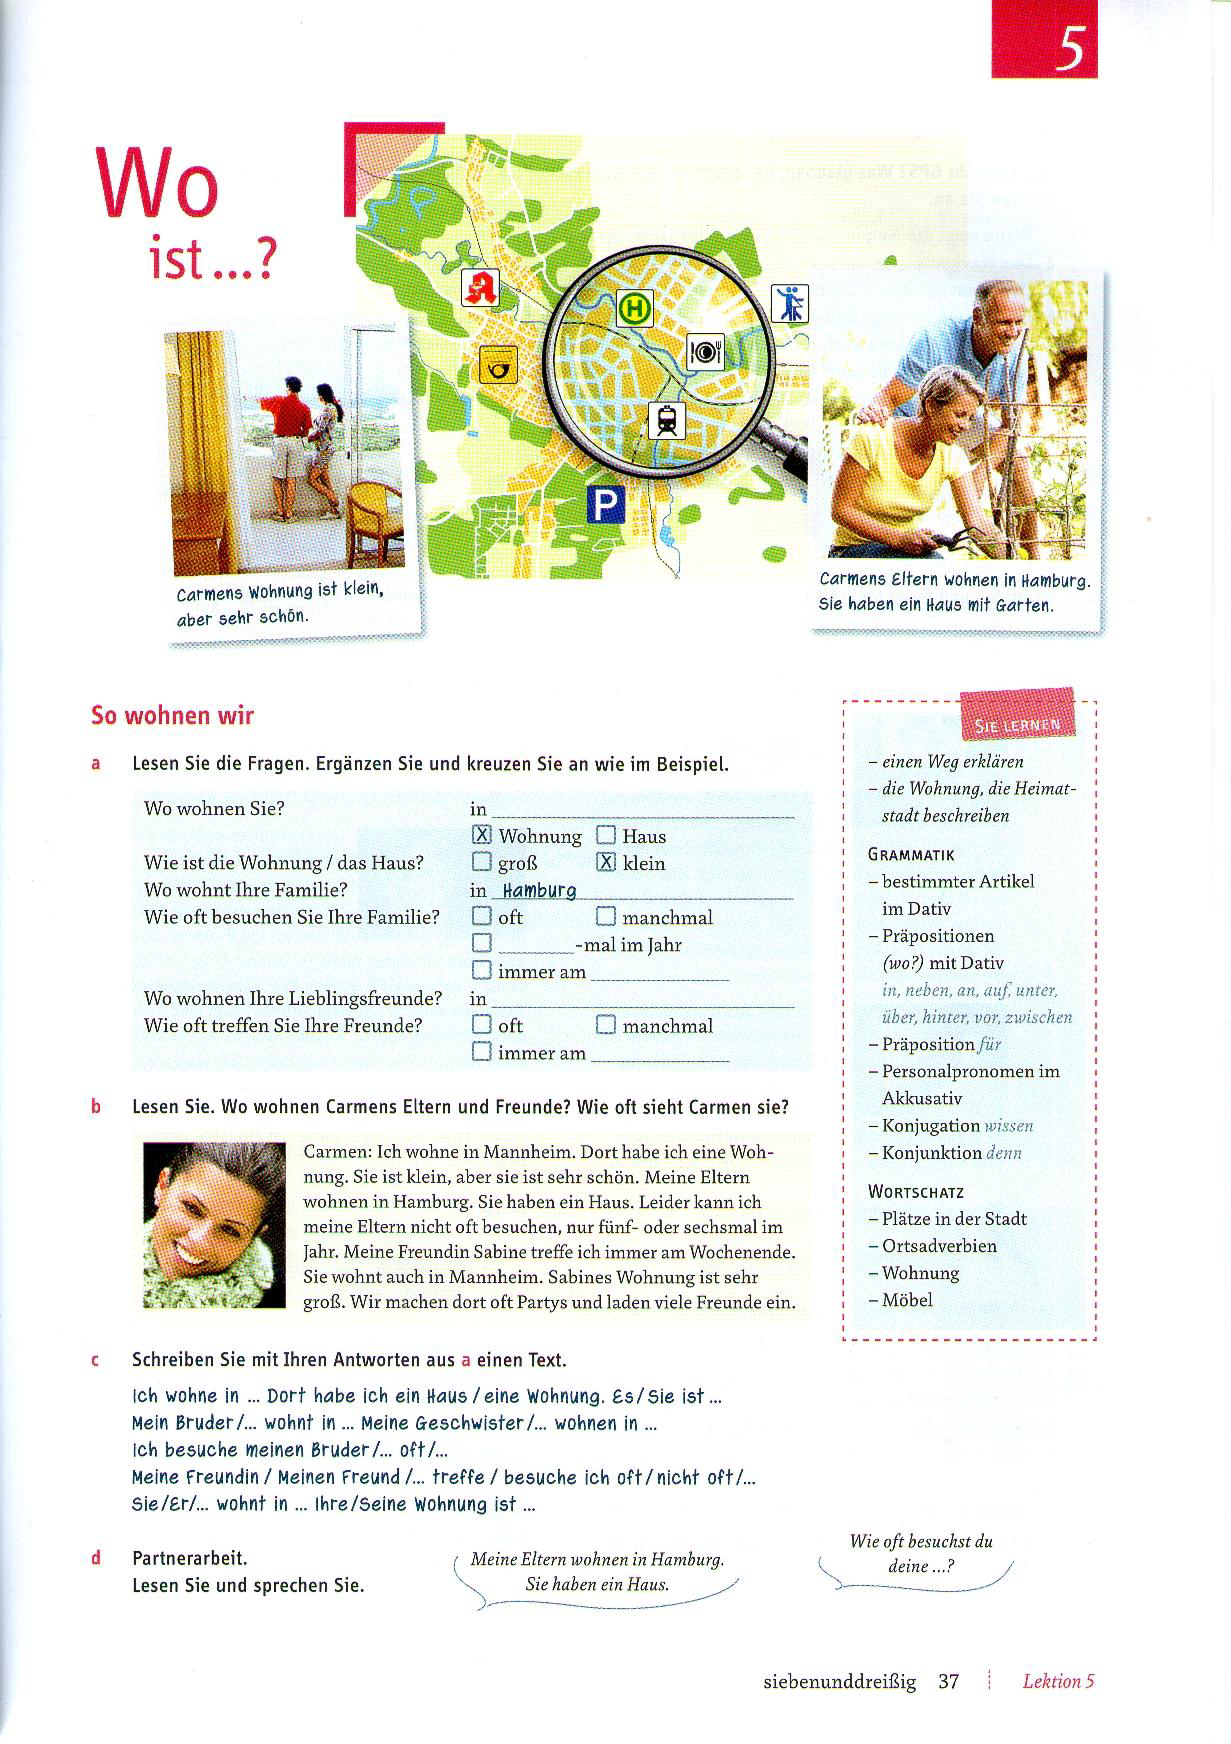 5
Wo
ist...?
H
P
Carmens Wohnung ist klein,
aber sehr schön.
Carmens Eltern wohnen in Hamburg.
Sie haben ein Haus mit Garten.
So wohnen wir
a Lesen Sie die Fragen. Ergänzen Sie und kreuzen Sie an wie im Beispiel.
Wo wohnen Sie? in
X Wohnung Haus
Wie ist die Wohnung / das Haus? groß X klein
Wo wohnt Ihre Familie? in Hamburg
Wie oft besuchen Sie Ihre Familie? oft manchmal
-mal im Jahr
immer am
Wo wohnen Ihre Lieblingsfreunde? in
Wie oft treffen Sie Ihre Freunde? oft manchmal
immer am
b Lesen Sie. Wo wohnen Carmens Eltern und Freunde? Wie oft sieht Carmen sie?
Carmen: Ich wohne in Mannheim. Dort habe ich eine Woh-
nung. Sie ist klein, aber sie ist sehr schön. Meine Eltern
wohnen in Hamburg. Sie haben ein Haus. Leider kann ich
meine Eltern nicht oft besuchen, nur fünf- oder sechsmal im
Jahr. Meine Freundin Sabine treffe ich immer am Wochenende.
Sie wohnt auch in Mannheim. Sabines Wohnung ist sehr
groß. Wir machen dort oft Partys und laden viele Freunde ein.
c Schreiben Sie mit Ihren Antworten aus a einen Text.
Ich wohne in ... Dort habe ich ein Haus / eine Wohnung. Es/Sie ist ...
Mein Bruder/... wohnt in ... Meine Geschwister/... wohnen in ...
Ich besuche meinen Bruder/... oft/...
Meine Freundin / Meinen Freund /... treffe / besuche ich oft/nicht oft/...
Sie/Er/... wohnt in ... Ihre/Seine Wohnung ist ...
d Partnerarbeit.
Lesen Sie und sprechen Sie.
Meine Eltern wohnen in Hamburg.
Sie haben ein Haus.
Wie oft besuchst du
deine ...?
SIE LERNEN
– einen Weg erklären
– die Wohnung, die Heimat-
stadt beschreiben
GRAMMATIK
– bestimmter Artikel
im Dativ
– Präpositionen
(wo?) mit Dativ
in, neben, an, auf, unter,
über, hinter, vor, zwischen
– Präposition für
– Personalpronomen im
Akkusativ
– Konjugation wissen
– Konjunktion denn
WORTSCHATZ
– Plätze in der Stadt
– Ortsadverbien
– Wohnung
– Möbel
siebenunddreißig 37 Lektion 5